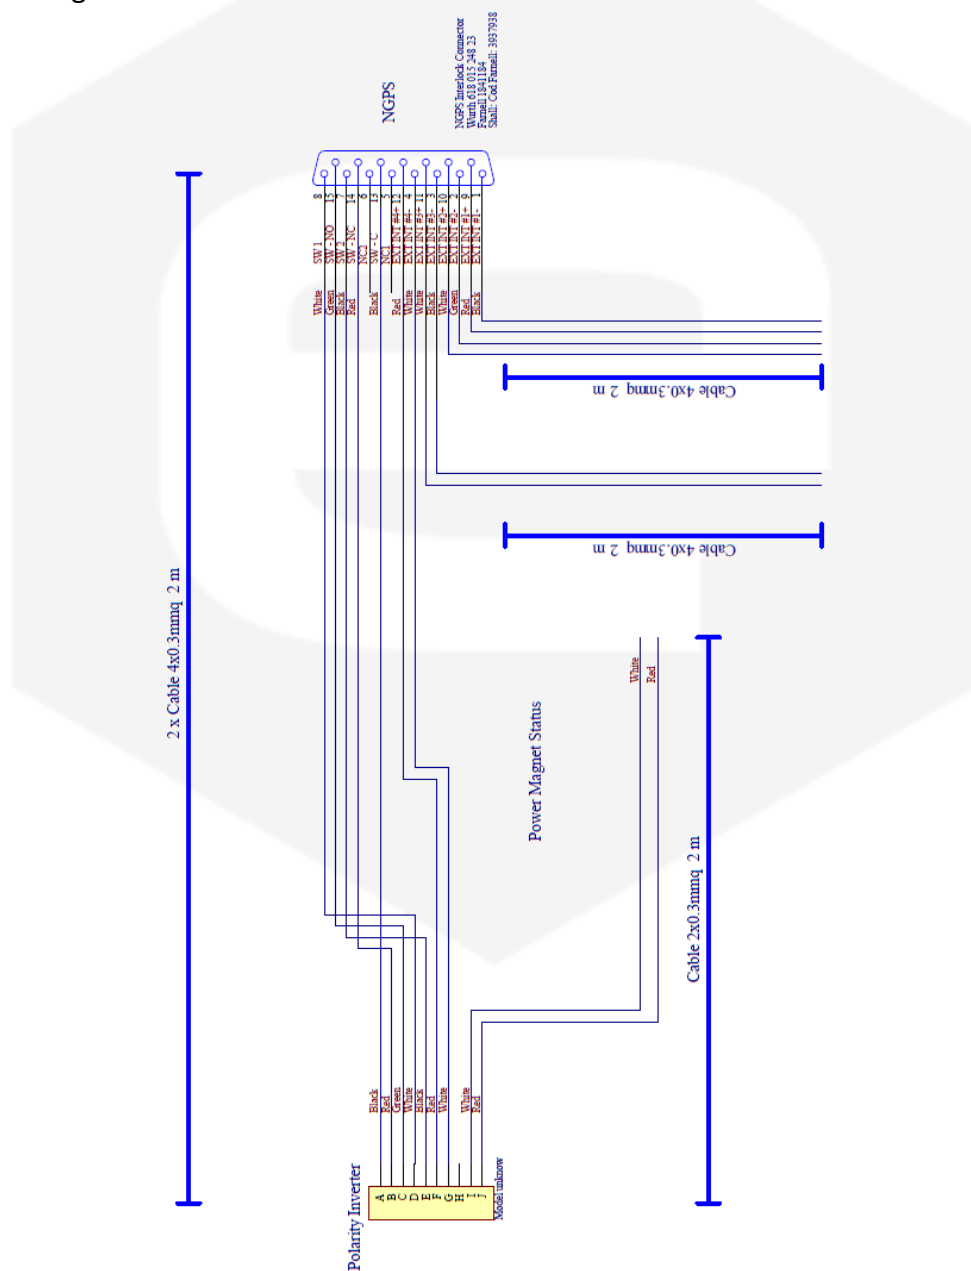 NGPS
NGPS Interlock Connector
Wurth 618 015 248 23
Farnell 1841184
Shall: Cod Farnell: 3937938
8
15
7
14
6
13
5
12
4
11
3
10
2
9
1
SW 1
SW - NO
SW 2
SW - NC
NC2
SW - C
NC1
EXT INT #4+
EXT INT #4-
EXT INT #3+
EXT INT #3-
EXT INT #2+
EXT INT #2-
EXT INT #1+
EXT INT #1-
White
Green
Black
Red
Black
Red
White
White
Black
White
Green
Red
Black
Cable 4x0.3mmq 2 m
Cable 4x0.3mmq 2 m
2 x Cable 4x0.3mmq 2 m
White
Red
Power Magnet Status
Cable 2x0.3mmq 2 m
Black
Red
Green
White
Black
Red
White
White
Red
Polarity Inverter
A
B
C
D
E
F
G
H
I
J
Model unknow